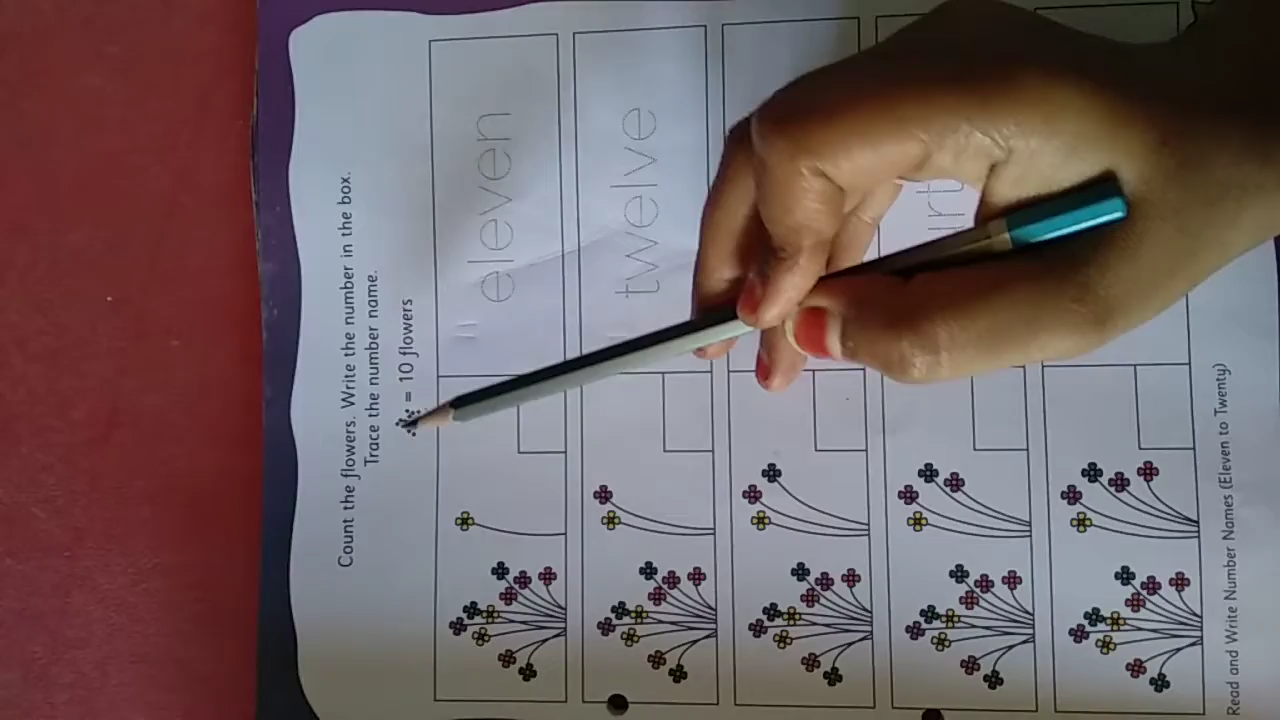 Count the flowers. Write the number in the box.
Trace the number name.
= 10 flowers
eleven
twelve
Read and Write Number Names (Eleven to Twenty)